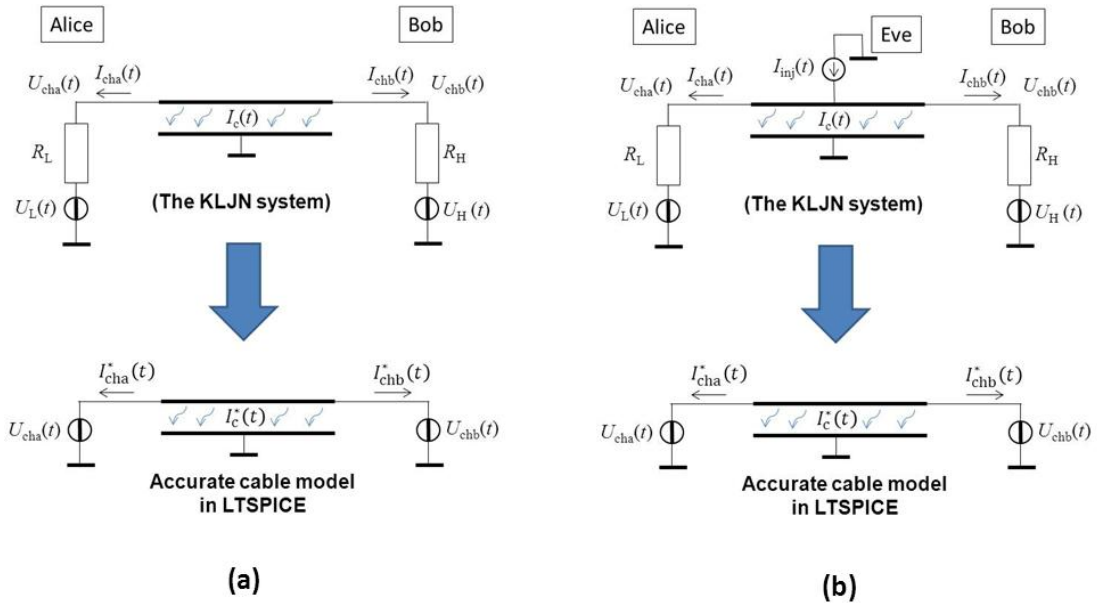 Alice
Bob
U_cha(t)
I_cha(t)
I_chb(t)
U_chb(t)
I_c(t)
R_L
R_H
U_L(t)
(The KLJN system)
U_H(t)
I*_cha(t)
I*_chb(t)
I*_c(t)
U_cha(t)
U_chb(t)
Accurate cable model
in LTSPICE
(a)
Alice
Eve
Bob
I_inj(t)
U_cha(t)
I_cha(t)
I_chb(t)
U_chb(t)
I_c(t)
R_L
R_H
U_L(t)
(The KLJN system)
U_H(t)
I*_cha(t)
I*_chb(t)
I*_c(t)
U_cha(t)
U_chb(t)
Accurate cable model
in LTSPICE
(b)